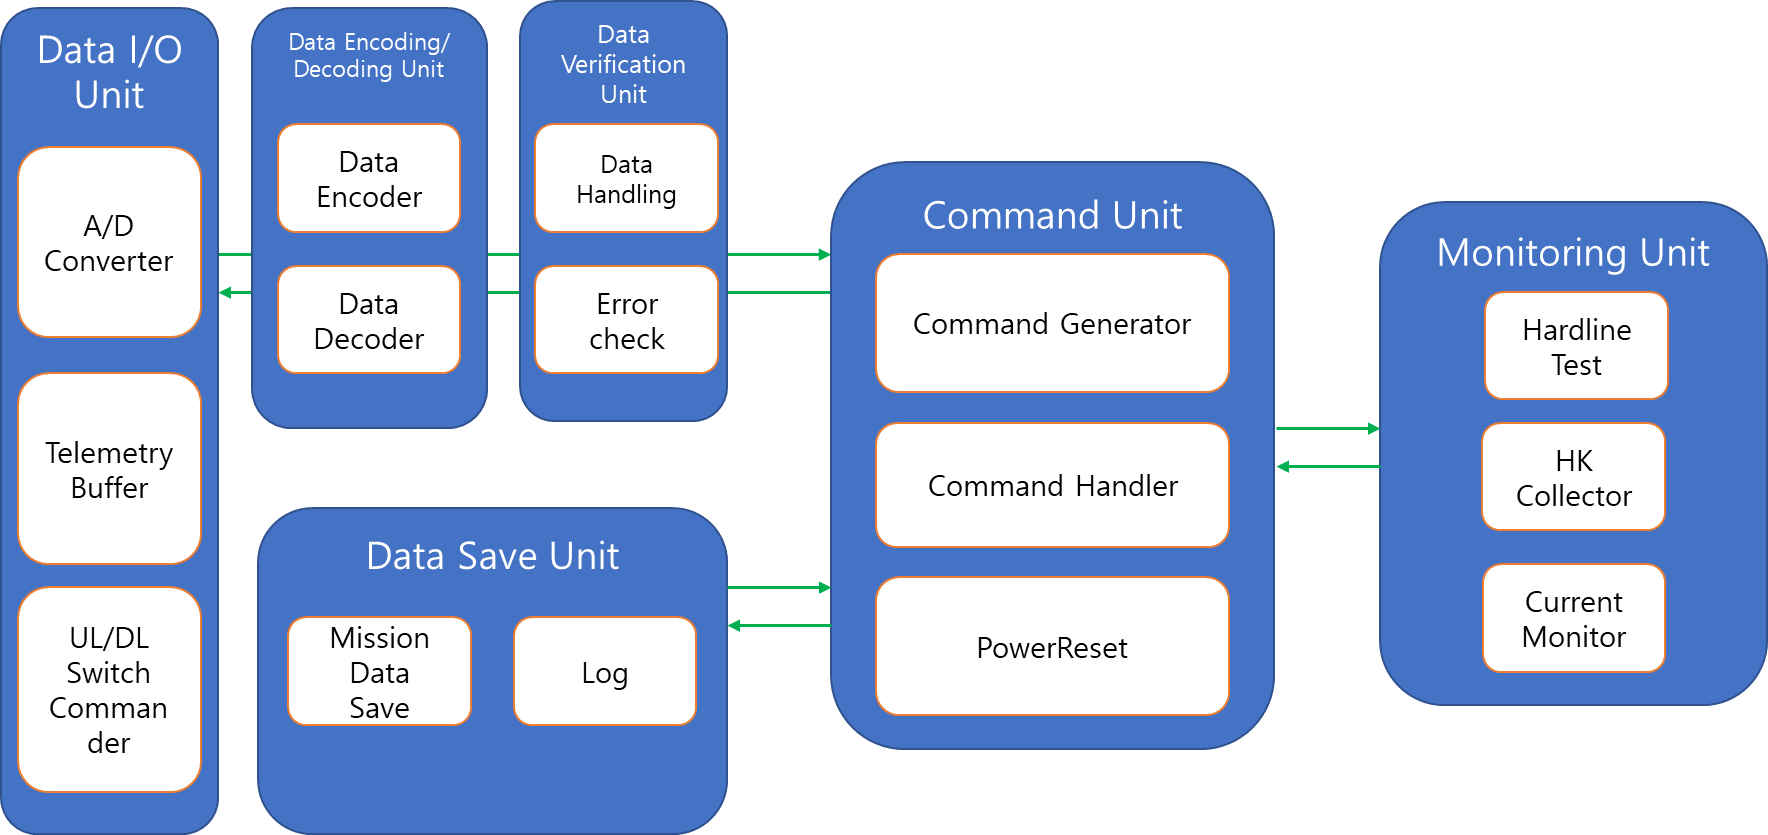 Data I/O
Unit
A/D
Converter
Telemetry
Buffer
UL/DL
Switch
Comman
der
Data Encoding/
Decoding Unit
Data
Encoder
Data
Decoder
Data
Verification
Unit
Data
Handling
Error
check
Data Save Unit
Mission
Data
Save
Log
Command Unit
Command Generator
Command Handler
PowerReset
Monitoring Unit
Hardline
Test
HK
Collector
Current
Monitor